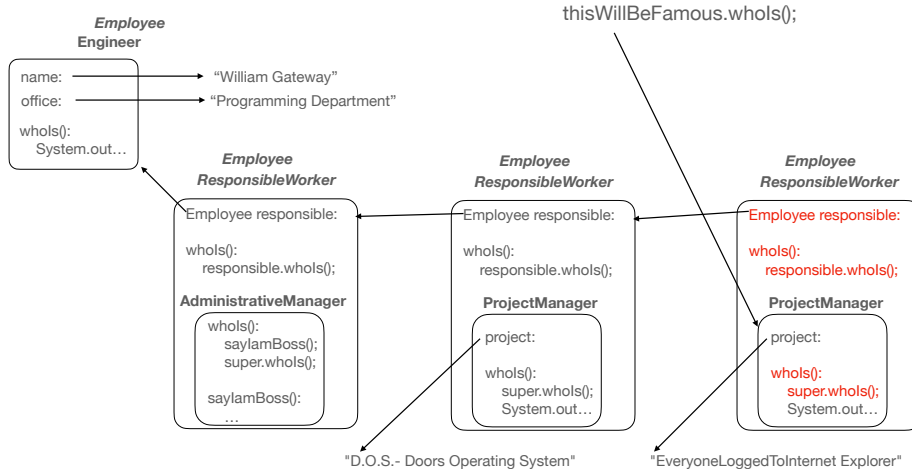 thisWillBeFamous.whoIs();
Employee
Engineer
name:
“William Gateway”
office:
“Programming Department”
whoIs():
System.out...
Employee
ResponsibleWorker
Employee responsible:
whoIs():
responsible.whoIs();
AdministrativeManager
whoIs():
sayIamBoss();
super.whoIs();
sayIamBoss():
...
Employee
ResponsibleWorker
Employee responsible:
whoIs():
responsible.whoIs();
ProjectManager
project:
whoIs():
super.whoIs();
System.out...
"D.O.S.- Doors Operating System"
Employee
ResponsibleWorker
Employee responsible:
whoIs():
responsible.whoIs();
ProjectManager
project:
whoIs():
super.whoIs();
System.out...
"EveryoneLoggedToInternet Explorer"